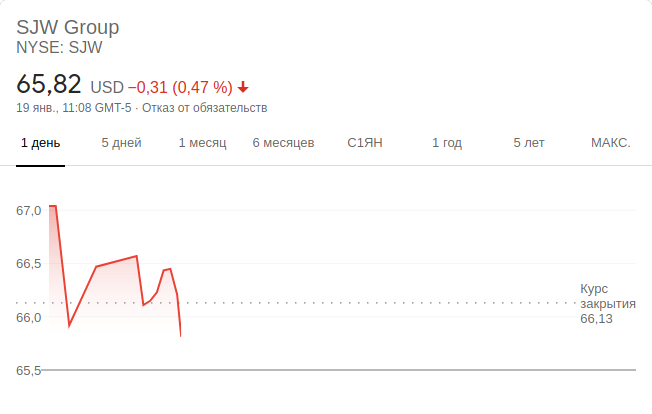 SJW Group
NYSE: SJW
65,82 USD −0,31 (0,47 %)
19 янв., 11:08 GMT-5 · Отказ от обязательств
1 день 5 дней 1 месяц 6 месяцев С1ЯН 1 год 5 лет МАКС.
67,0
66,5
66,0
65,5
Курс
закрытия
66,13